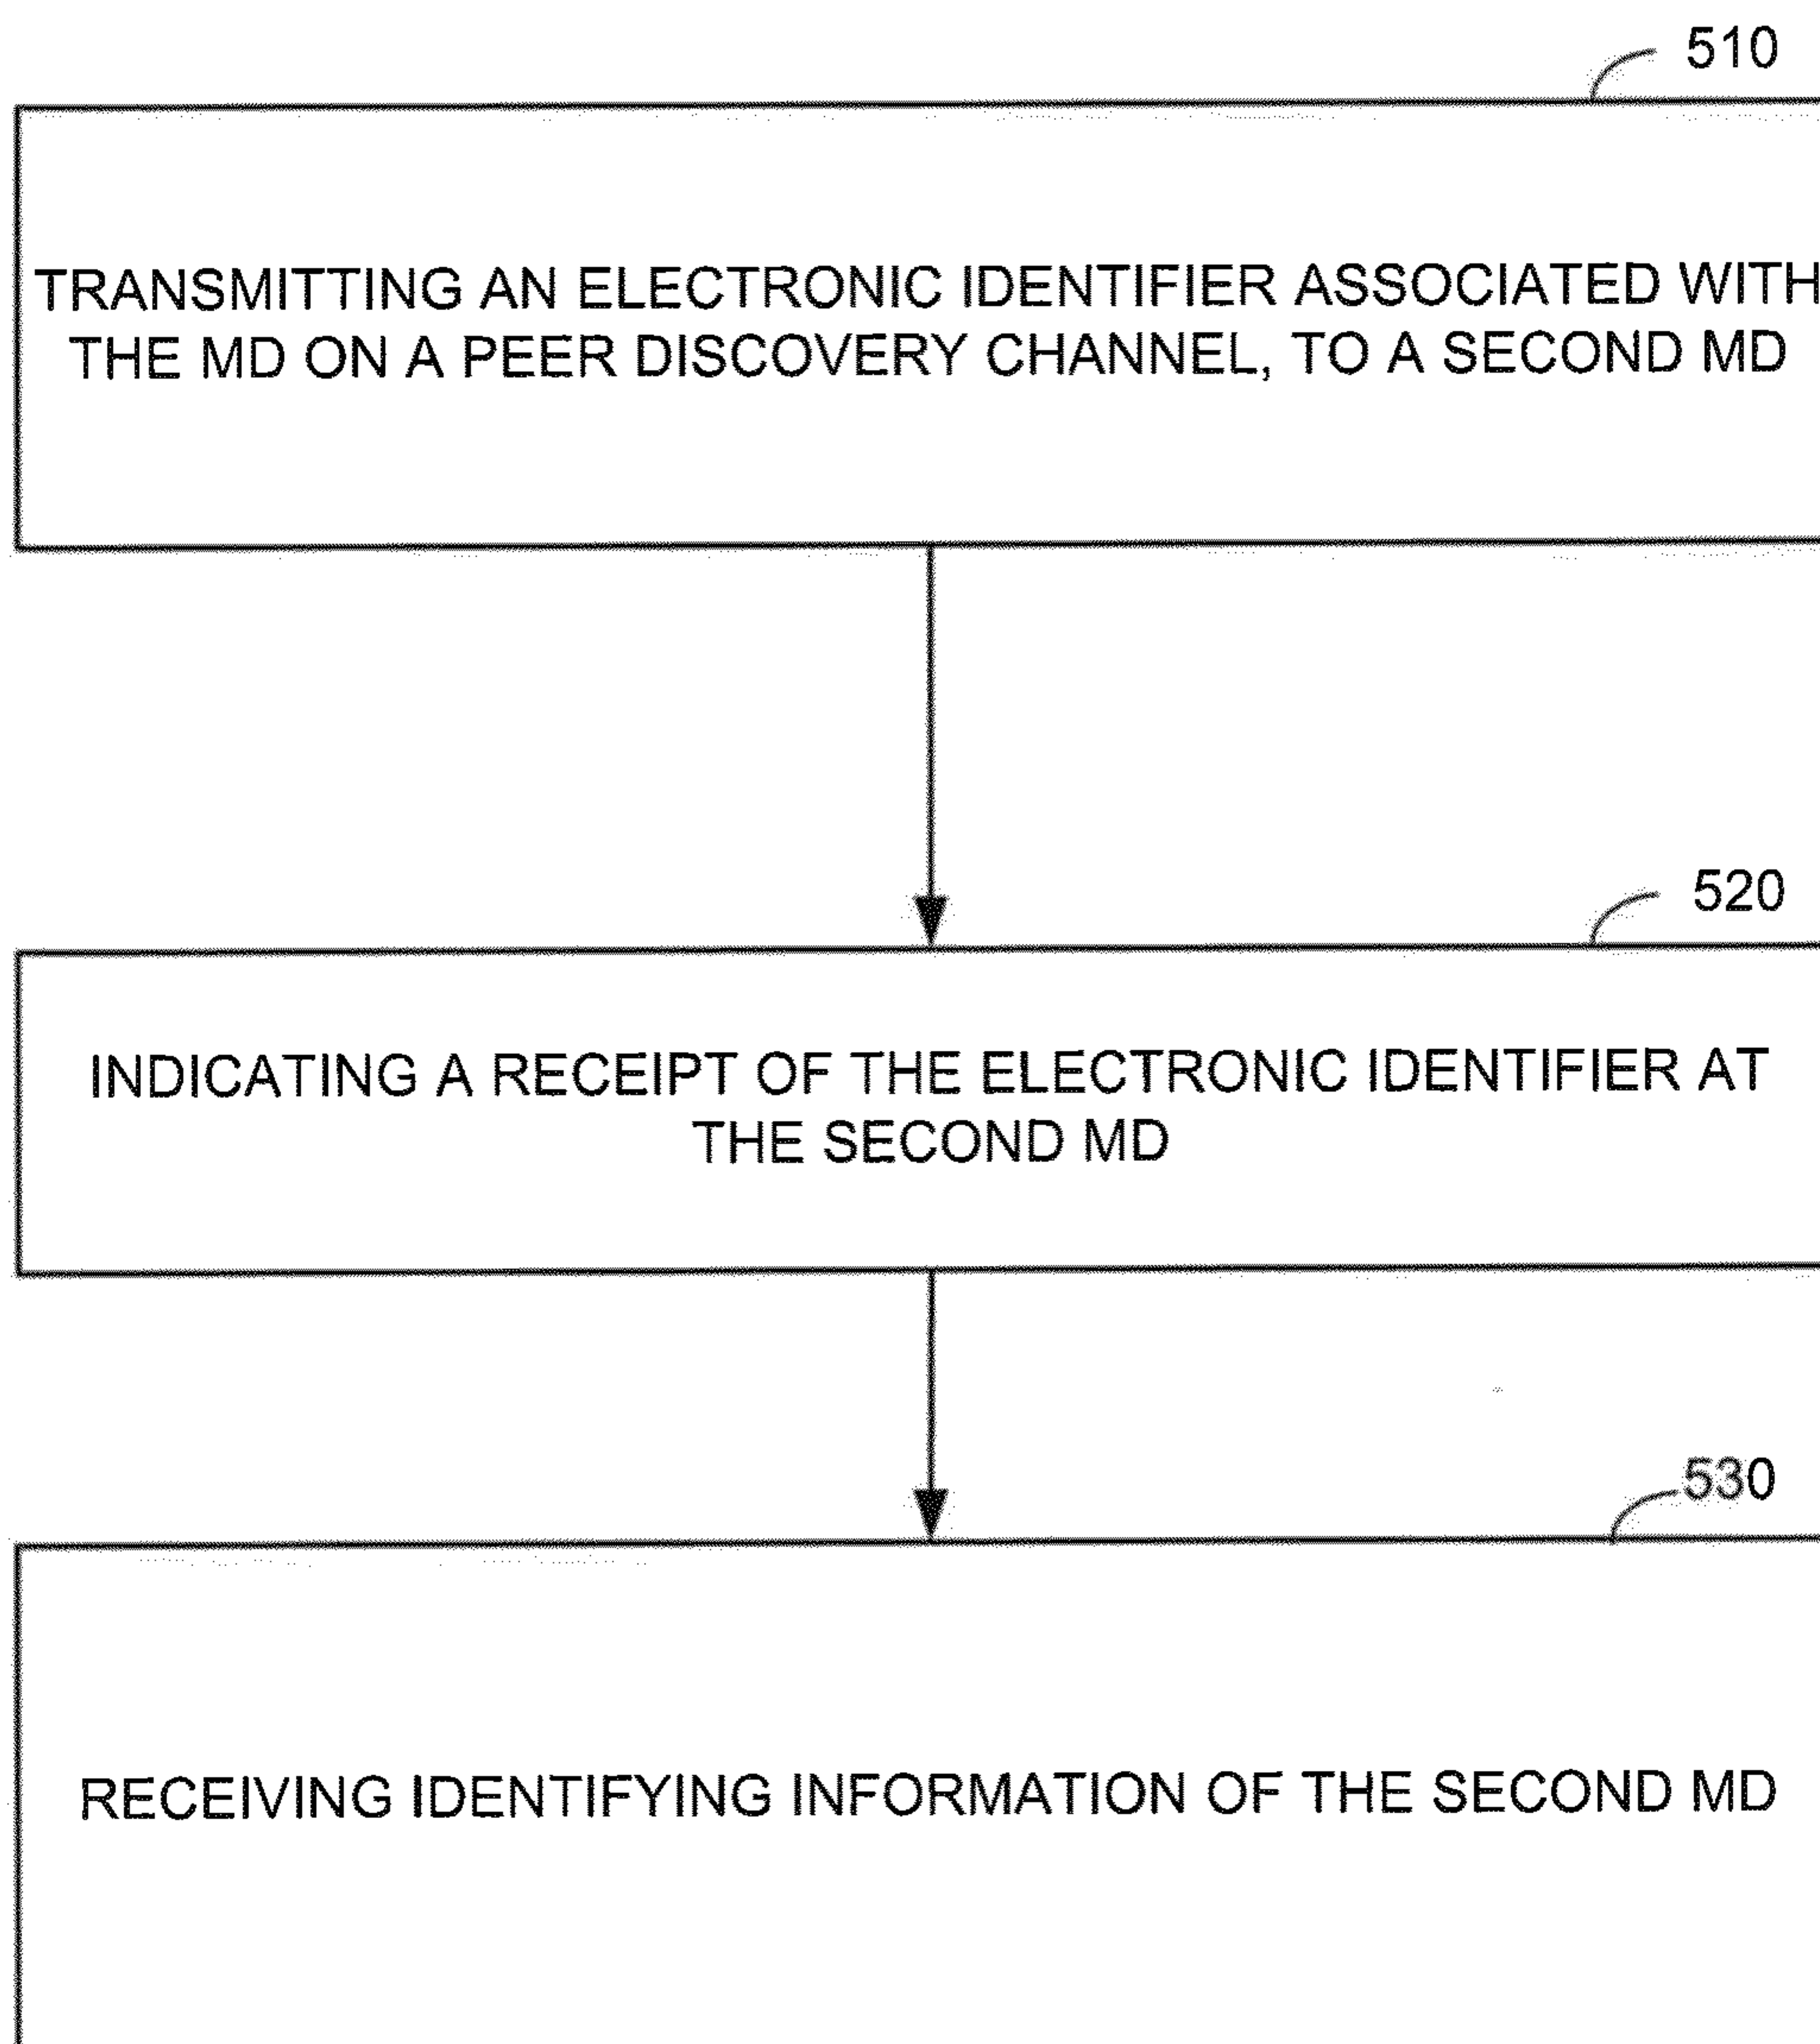 510
TRANSMITTING AN ELECTRONIC IDENTIFIER ASSOCIATED WITH
THE MD ON A PEER DISCOVERY CHANNEL, TO A SECOND MD
520
INDICATING A RECEIPT OF THE ELECTRONIC IDENTIFIER AT
THE SECOND MD
530
RECEIVING IDENTIFYING INFORMATION OF THE SECOND MD